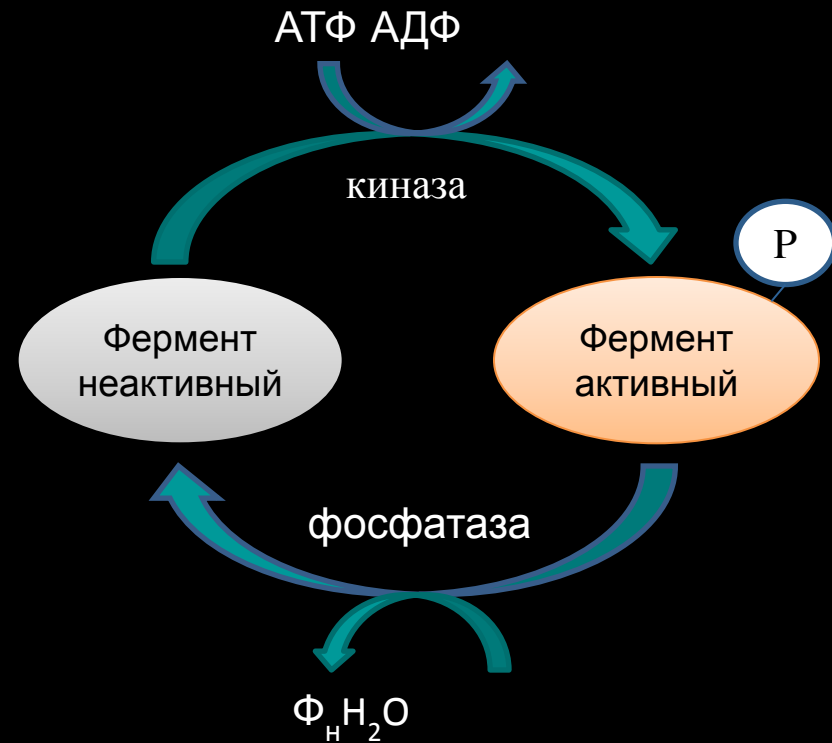 АТФ АДФ
киназа
P
Фермент
неактивный
Фермент
активный
фосфатаза
ФнH₂O